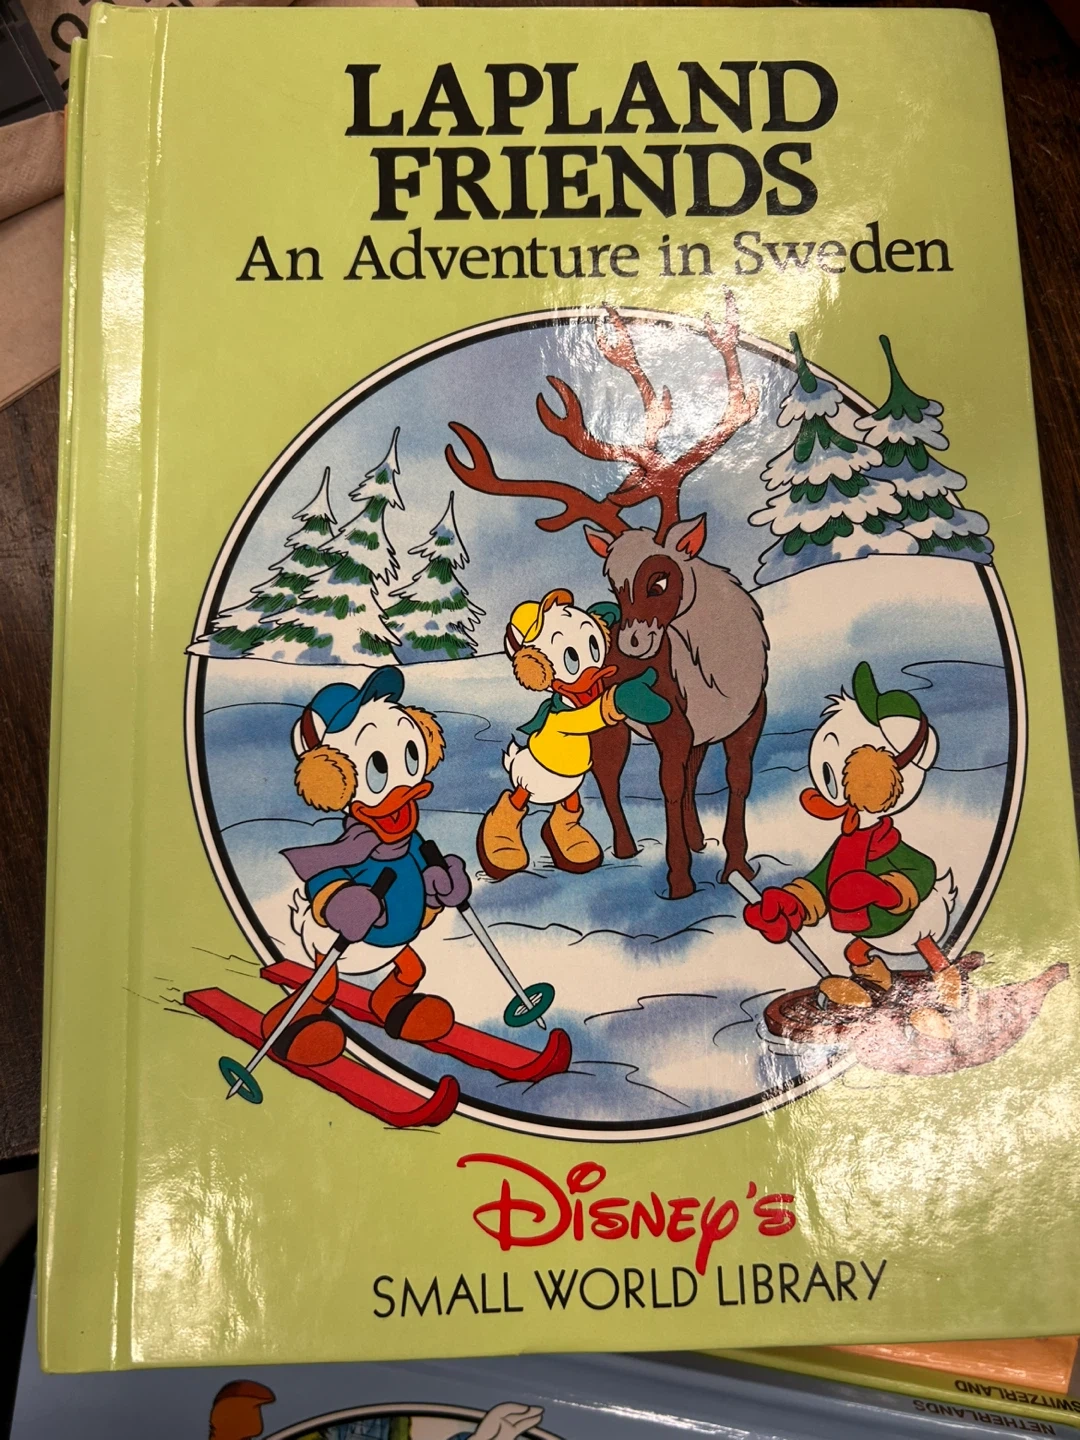 LAPLAND
FRIENDS
An Adventure in Sweden
DISNEY'S
SMALL WORLD LIBRARY
SWITZERLAND
NETHERLANDS